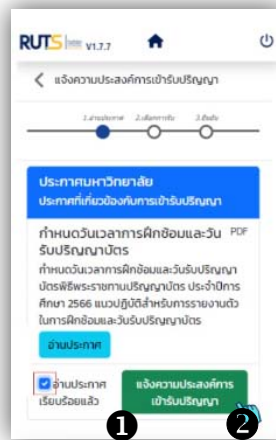 RUTS V1.7.7
แจ้งความประสงค์การเข้ารับปริญญา
1.อ่านประกาศ 2.เลือกการรับ 3.ยืนยัน
ประกาศมหาวิทยาลัย
ประกาศที่เกี่ยวข้องกับการเข้ารับปริญญา
กำหนดวันเวลาการฝึกซ้อมและวัน PDF
รับปริญญาบัตร
กำหนดวันเวลาการฝึกซ้อมและวันรับปริญญา
บัตรพิธีพระราชทานปริญญาบัตร ประจำปีการ
ศึกษา 2566 แนวปฏิบัติสำหรับการรายงานตัว
ในการฝึกซ้อมและวันรับปริญญาบัตร
อ่านประกาศ
อ่านประกาศ
เรียบร้อยแล้ว
แจ้งความประสงค์การ
เข้ารับปริญญา
1 2